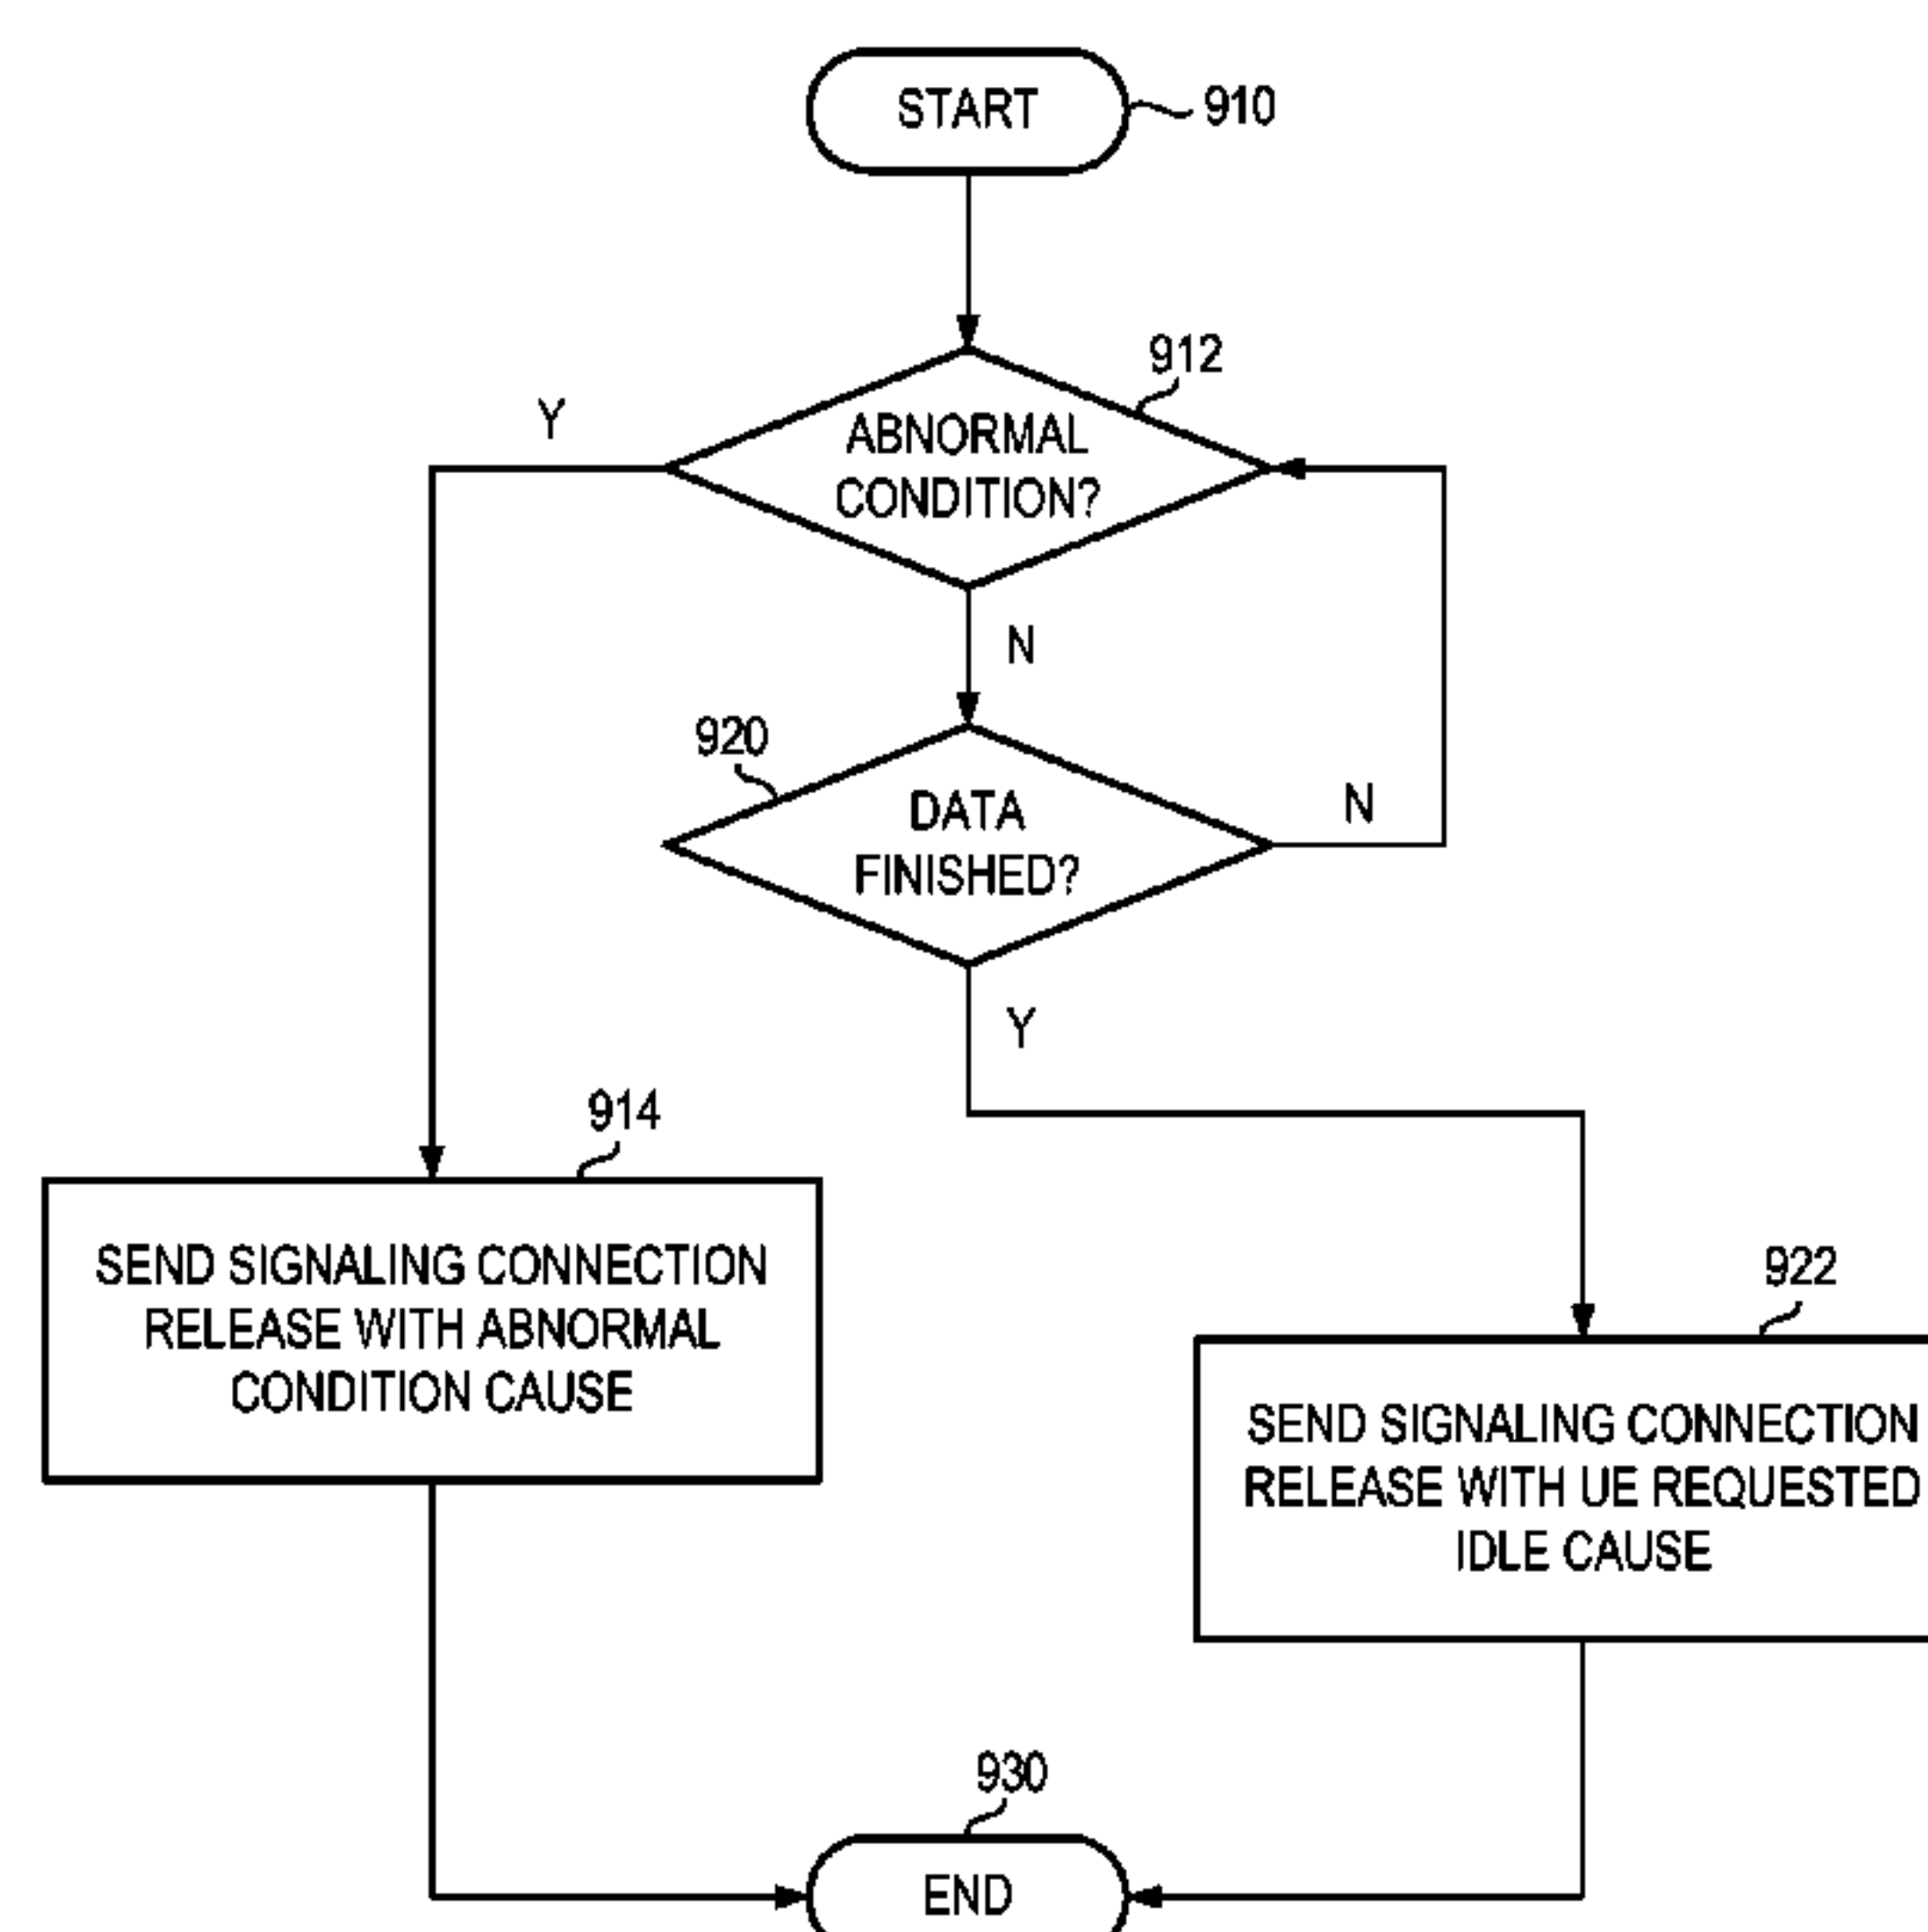 START
910
912
Y
ABNORMAL
CONDITION?
N
920
DATA
FINISHED?
N
Y
914
SEND SIGNALING CONNECTION
RELEASE WITH ABNORMAL
CONDITION CAUSE
922
SEND SIGNALING CONNECTION
RELEASE WITH UE REQUESTED
IDLE CAUSE
930
END